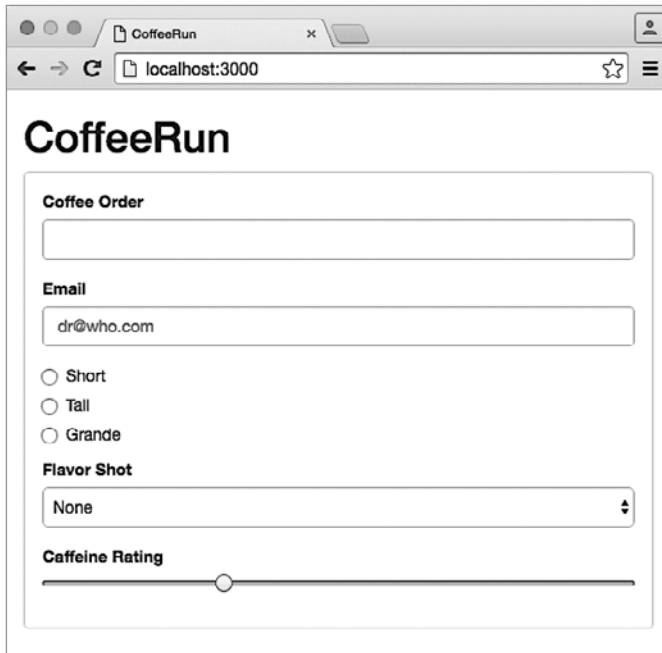 CoffeeRun
localhost:3000
CoffeeRun
Coffee Order
Email
dr@who.com
Short
Tall
Grande
Flavor Shot
None
Caffeine Rating